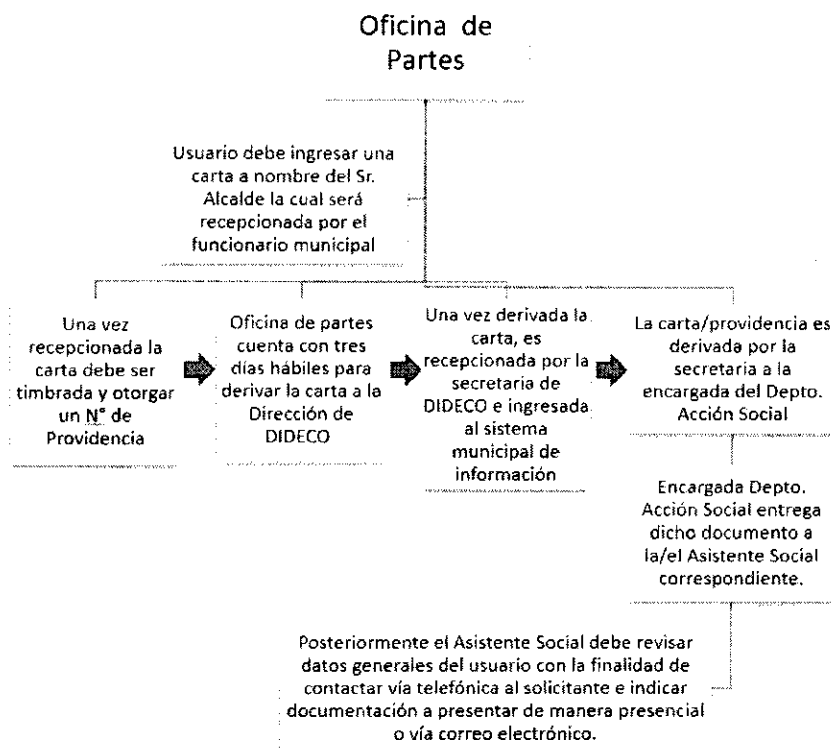 Oficina de
Partes
Usuario debe ingresar una
carta a nombre del Sr.
Alcalde la cual será
recepcionada por el
funcionario municipal
Una vez
recepcionada la
carta debe ser
timbrada y otorgar
un N° de
Providencia
Oficina de partes
cuenta con tres
días hábiles para
derivar la carta a la
Dirección de
DIDECO
Una vez derivada la
carta, es
recepcionada por la
secretaria de
DIDECO e ingresada
al sistema
municipal de
información
La carta/providencia es
derivada por la
secretaria a la
encargada del Depto.
Acción Social
Encargada Depto.
Acción Social entrega
dicho documento a
la/el Asistente Social
correspondiente.
Posteriormente el Asistente Social debe revisar
datos generales del usuario con la finalidad de
contactar vía telefónica al solicitante e indicar
documentación a presentar de manera presencial
o vía correo electrónico.